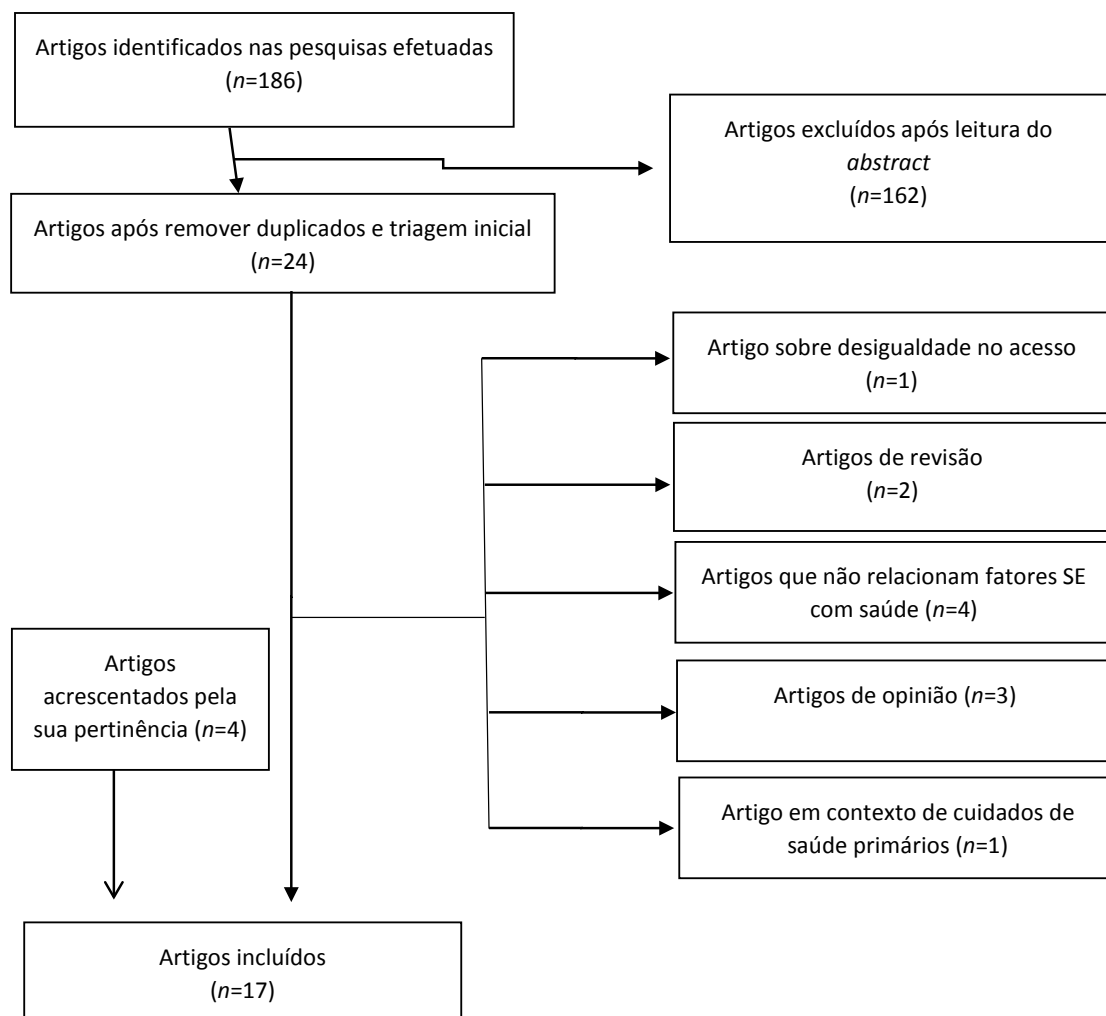 Artigos identificados nas pesquisas efetuadas
(n=186)
Artigos excluídos após leitura do
abstract
(n=162)
Artigos após remover duplicados e triagem inicial
(n=24)
Artigo sobre desigualdade no acesso
(n=1)
Artigos de revisão
(n=2)
Artigos que não relacionam fatores SE
com saúde (n=4)
Artigos
acrescentados pela
sua pertinência (n=4)
Artigos de opinião (n=3)
Artigo em contexto de cuidados de
saúde primários (n=1)
Artigos incluídos
(n=17)